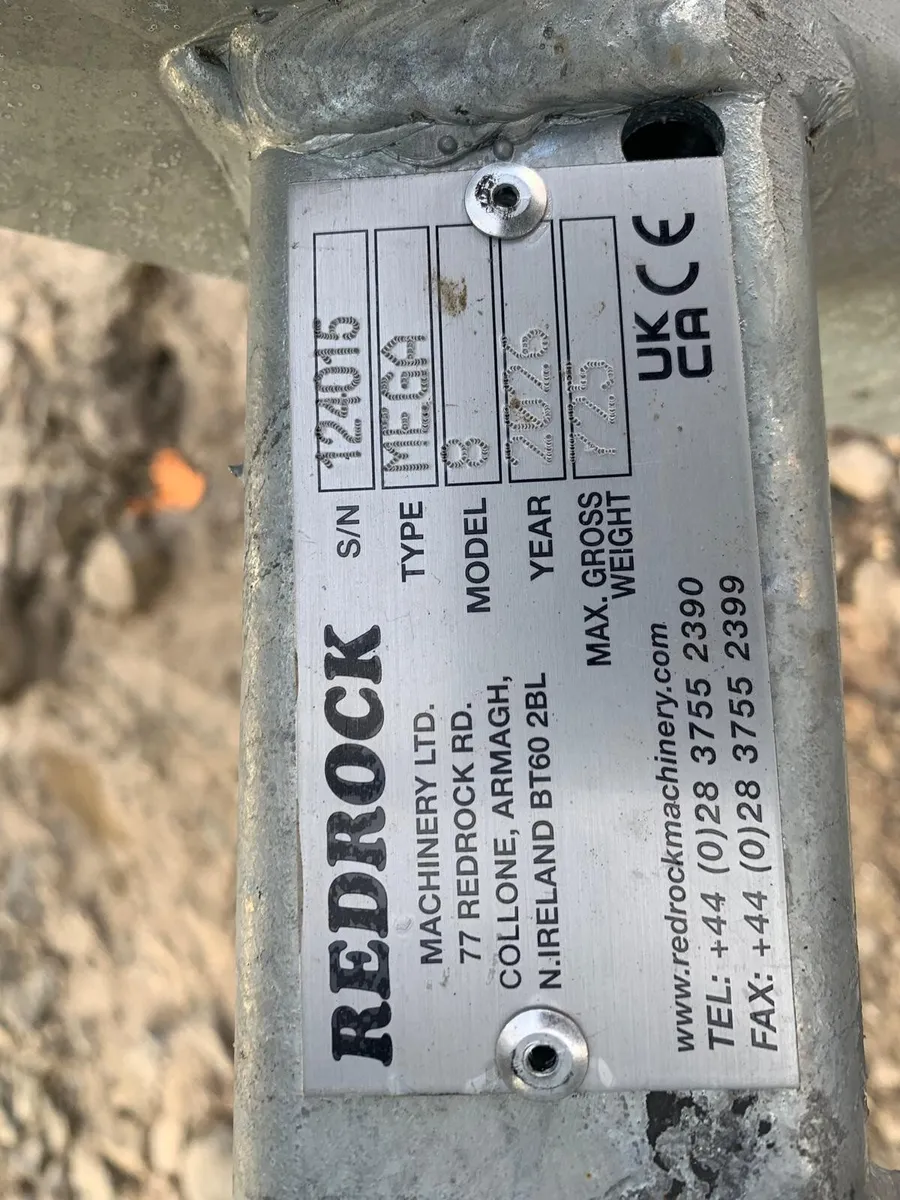 REDROCK
MACHINERY LTD.
77 REDROCK RD.
COLLONE, ARMAGH,
N.IRELAND BT60 2BL
www.redrockmachinery.com
TEL: +44 (0)28 3755 2390
FAX: +44 (0)28 3755 2399
S/N 124015
TYPE MEGA
MODEL 8
YEAR 2026
MAX. GROSS
WEIGHT 725
UK
CA CE